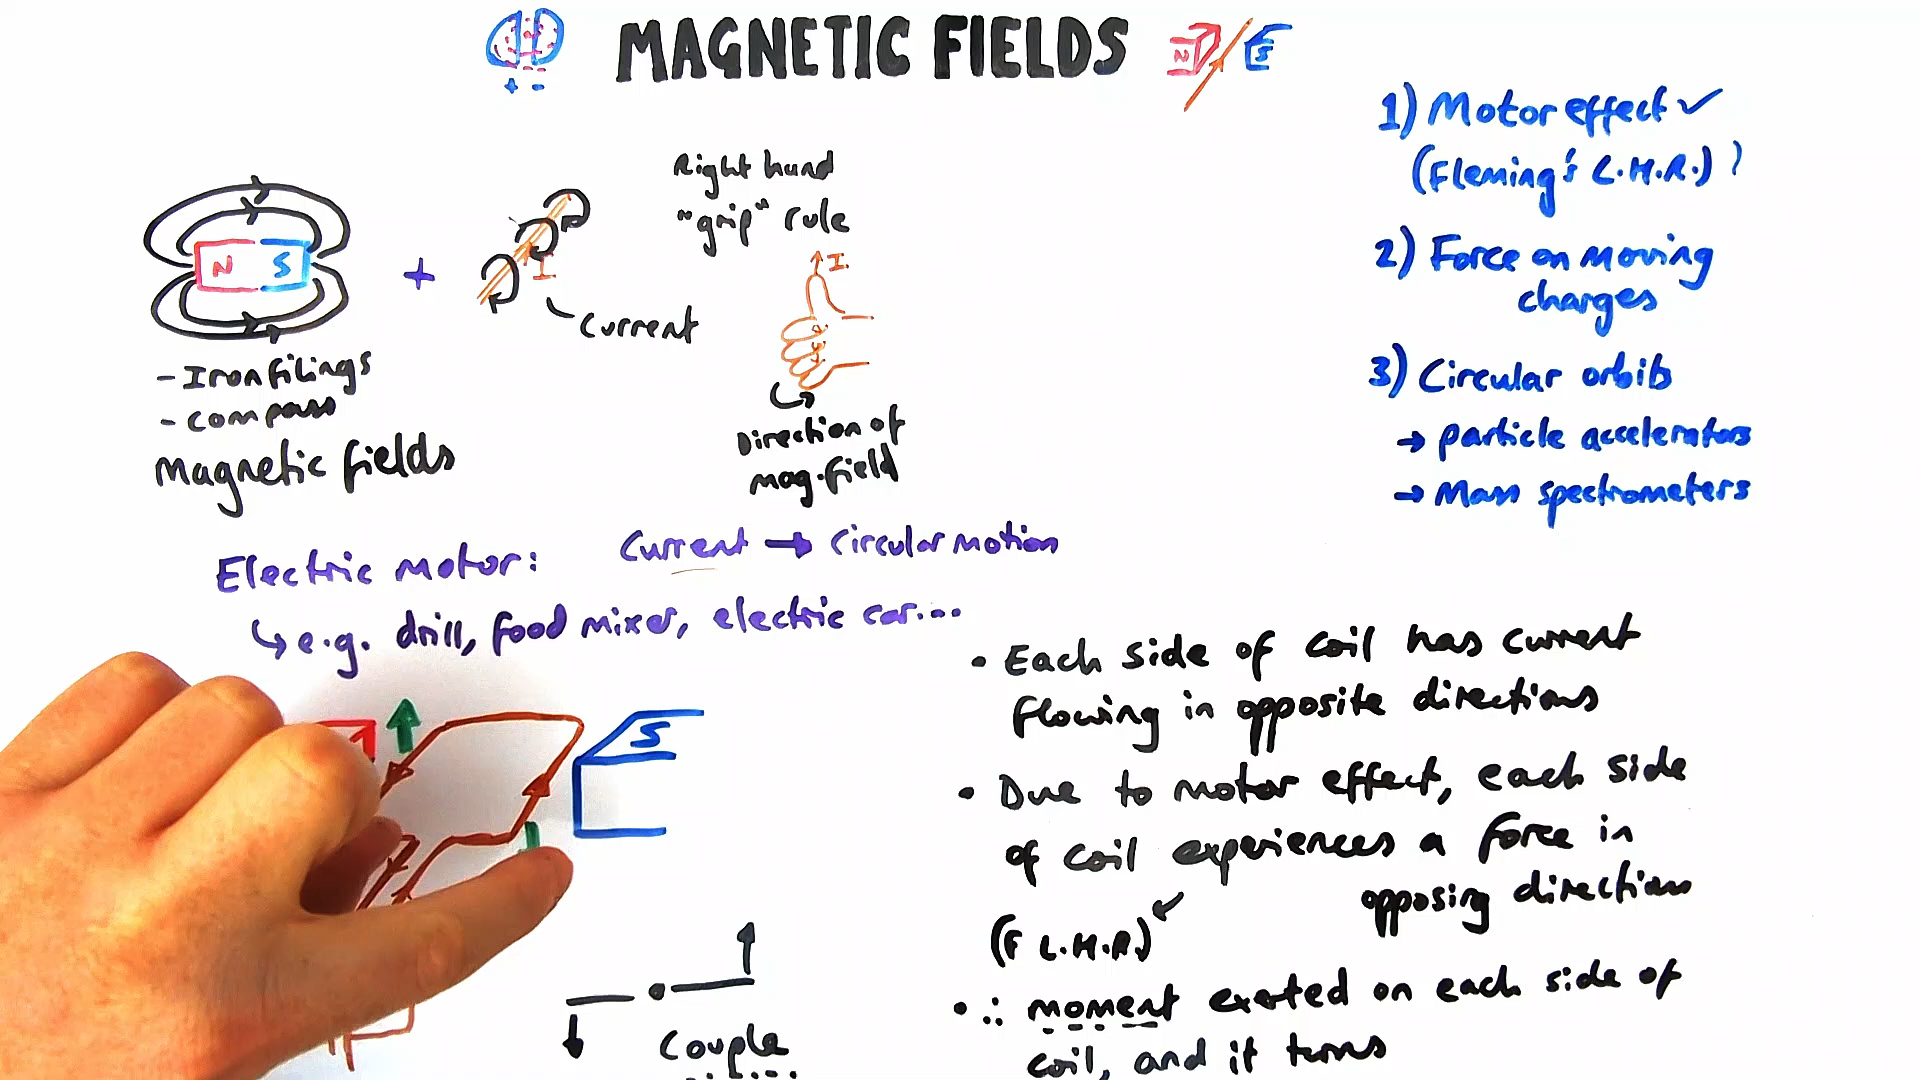 MAGNETIC FIELDS
+ -
N S
N S
+
I
Current
- Iron filings
- compass
Magnetic fields
Right hand
"grip" rule
I
Direction of
mag. field
1) Motor effect ✓
(Fleming's L.H.R.)
2) Force on moving
charges
3) Circular orbits
→ particle accelerators
→ Mass spectrometers
Electric motor: Current → Circular motion
↳ e.g. drill, food mixer, electric car...
S
Couple
• Each side of coil has current
flowing in opposite directions
• Due to motor effect, each side
of coil experiences a force in
opposing directions
(F L.H.R.)
• ∴ moment exerted on each side of
coil, and it turns